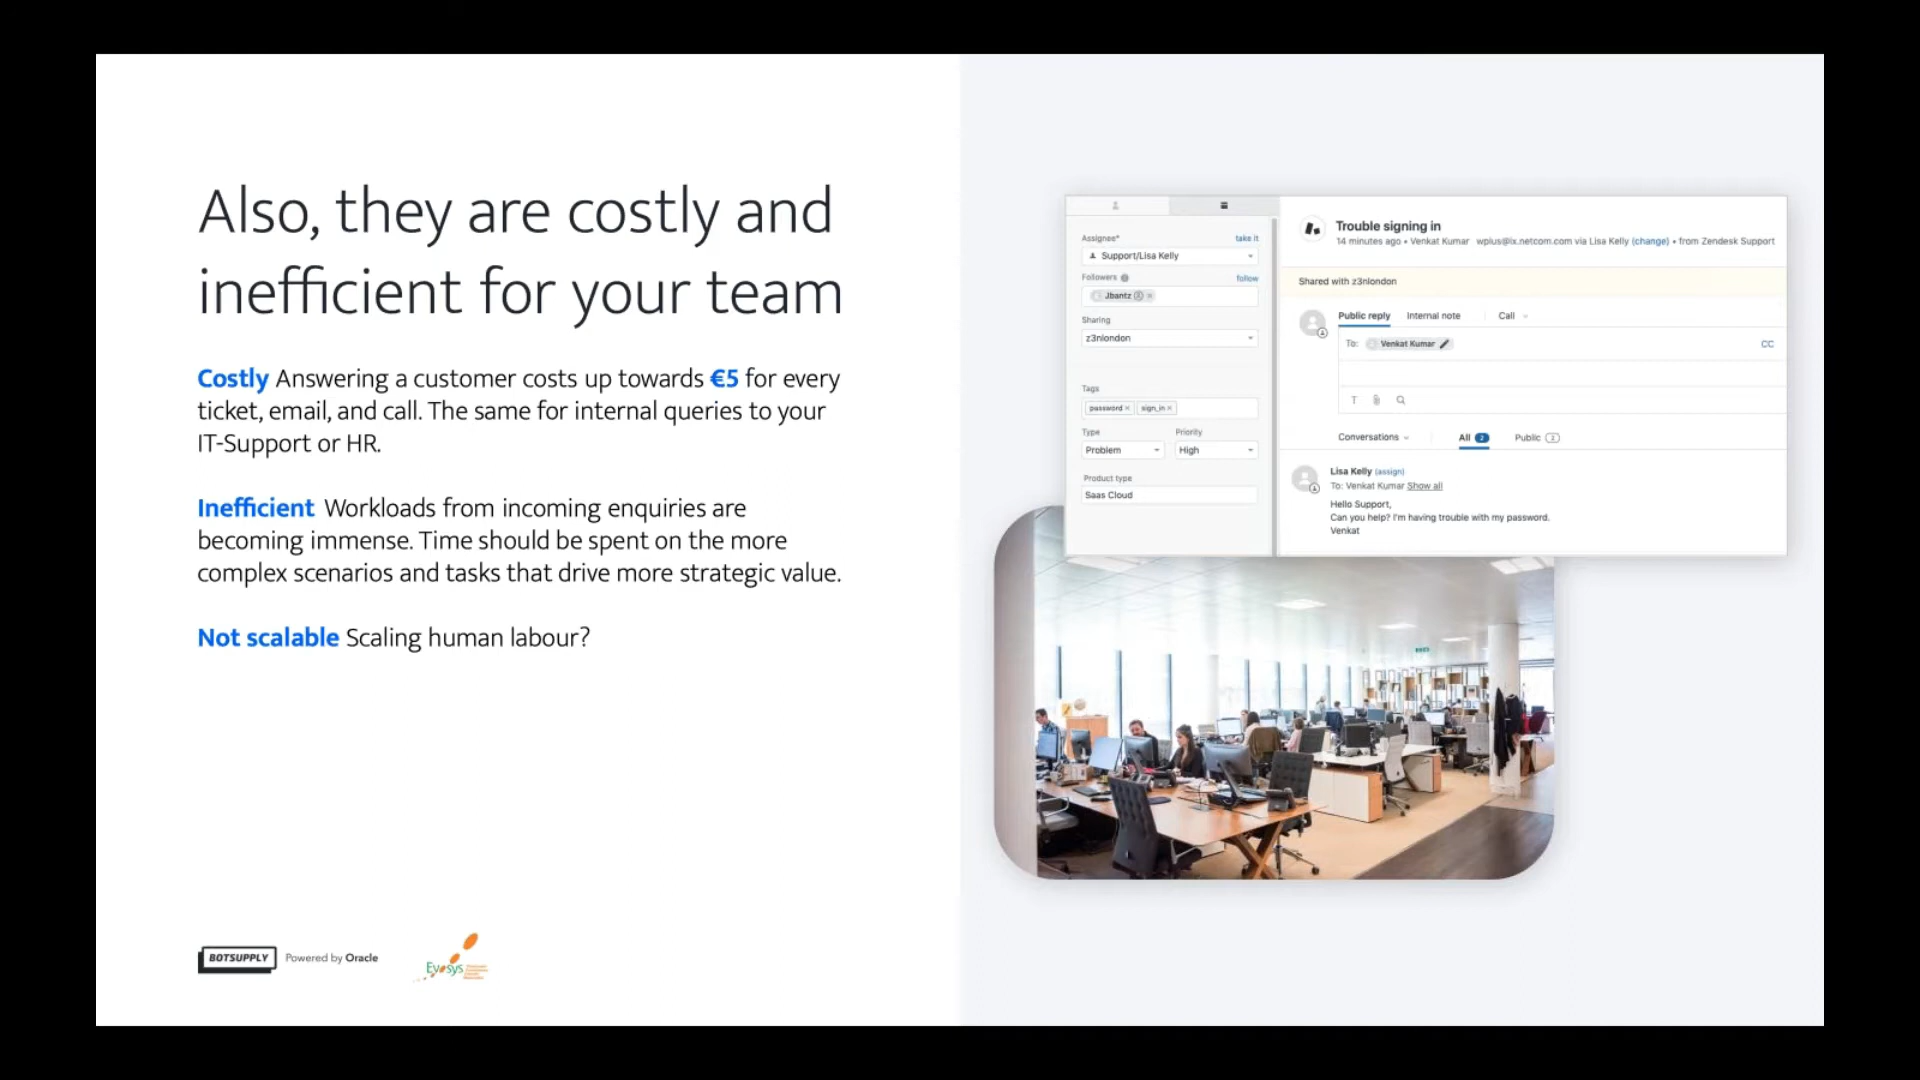 Also, they are costly and
inefficient for your team
Costly Answering a customer costs up towards €5 for every
ticket, email, and call. The same for internal queries to your
IT-Support or HR.
Inefficient Workloads from incoming enquiries are
becoming immense. Time should be spent on the more
complex scenarios and tasks that drive more strategic value.
Not scalable Scaling human labour?
BOTSUPPLY Powered by Oracle
Evosys
Assignee* take it
Support/Lisa Kelly
Followers follow
Jbantz ×
Sharing
z3nlondon
Tags
password × sign_in ×
Type Priority
Problem High
Product type
Saas Cloud
Trouble signing in
14 minutes ago • Venkat Kumar wpius@ix.netcom.com via Lisa Kelly (change) • from Zendesk Support
Shared with z3nlondon
Public reply Internal note Call
To: Venkat Kumar CC
T
Conversations All 2 Public 2
Lisa Kelly (assign)
To: Venkat Kumar Show all
Hello Support,
Can you help? I'm having trouble with my password.
Venkat